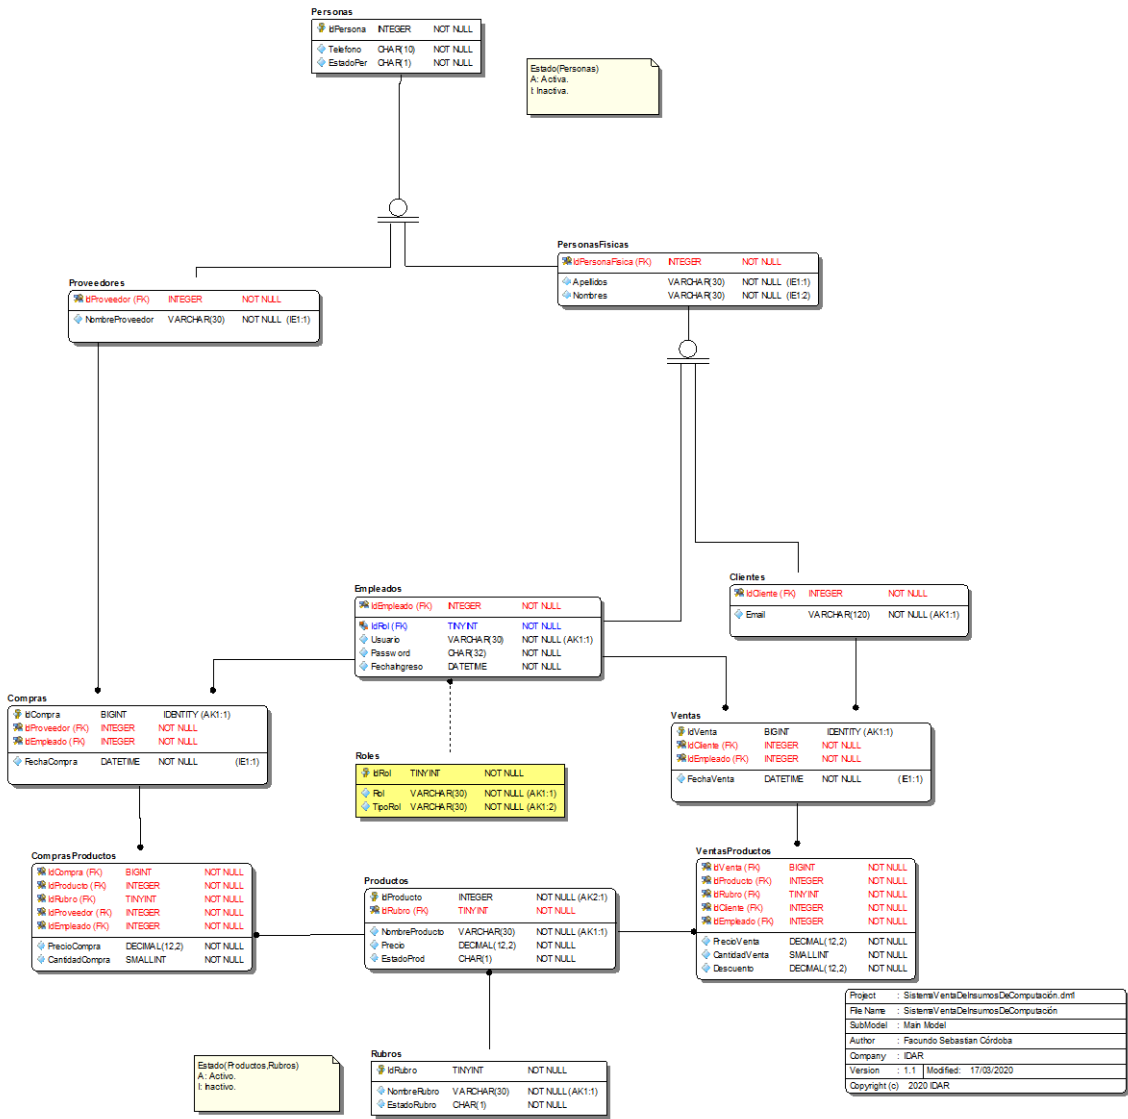 Personas
IdPersona INTEGER NOT NULL
Telefono CHAR(10) NOT NULL
EstadoPer CHAR(1) NOT NULL
Estado(Personas)
A: Activa.
I: Inactiva.
PersonasFisicas
IdPersonaFisica (FK) INTEGER NOT NULL
Apellidos VARCHAR(30) NOT NULL (IE1:1)
Nombres VARCHAR(30) NOT NULL (IE1:2)
Proveedores
IdProveedor (FK) INTEGER NOT NULL
NombreProveedor VARCHAR(30) NOT NULL (IE1:1)
Empleados
IdEmpleado (FK) INTEGER NOT NULL
IdRol (FK) TINYINT NOT NULL
Usuario VARCHAR(30) NOT NULL (AK1:1)
Password CHAR(32) NOT NULL
FechaIngreso DATETIME NOT NULL
Clientes
IdCliente (FK) INTEGER NOT NULL
Email VARCHAR(120) NOT NULL (AK1:1)
Compras
IdCompra BIGINT IDENTITY (AK1:1)
IdProveedor (FK) INTEGER NOT NULL
IdEmpleado (FK) INTEGER NOT NULL
FechaCompra DATETIME NOT NULL (IE1:1)
Ventas
IdVenta BIGINT IDENTITY (AK1:1)
IdCliente (FK) INTEGER NOT NULL
IdEmpleado (FK) INTEGER NOT NULL
FechaVenta DATETIME NOT NULL (IE1:1)
Roles
IdRol TINYINT NOT NULL
Rol VARCHAR(30) NOT NULL (AK1:1)
TipoRol VARCHAR(30) NOT NULL (AK1:2)
ComprasProductos
IdCompra (FK) BIGINT NOT NULL
IdProducto (FK) INTEGER NOT NULL
IdRubro (FK) TINYINT NOT NULL
IdProveedor (FK) INTEGER NOT NULL
IdEmpleado (FK) INTEGER NOT NULL
PrecioCompra DECIMAL(12,2) NOT NULL
CantidadCompra SMALLINT NOT NULL
Productos
IdProducto INTEGER NOT NULL (AK2:1)
IdRubro (FK) TINYINT NOT NULL
NombreProducto VARCHAR(30) NOT NULL (AK1:1)
Precio DECIMAL(12,2) NOT NULL
EstadoProd CHAR(1) NOT NULL
VentasProductos
IdVenta (FK) BIGINT NOT NULL
IdProducto (FK) INTEGER NOT NULL
IdRubro (FK) TINYINT NOT NULL
IdCliente (FK) INTEGER NOT NULL
IdEmpleado (FK) INTEGER NOT NULL
PrecioVenta DECIMAL(12,2) NOT NULL
CantidadVenta SMALLINT NOT NULL
Descuento DECIMAL(12,2) NOT NULL
Rubros
IdRubro TINYINT NOT NULL
NombreRubro VARCHAR(30) NOT NULL (AK1:1)
EstadoRubro CHAR(1) NOT NULL
Estado(Productos,Rubros)
A: Activo.
I: Inactivo.
Project : SistemaVentaDeInsumosDeComputación.dm1
File Name : SistemaVentaDeInsumosDeComputación
SubModel : Main Model
Author : Facundo Sebastian Córdoba
Company : IDAR
Version : 1.1 Modified: 17/03/2020
Copyright (c) 2020 IDAR